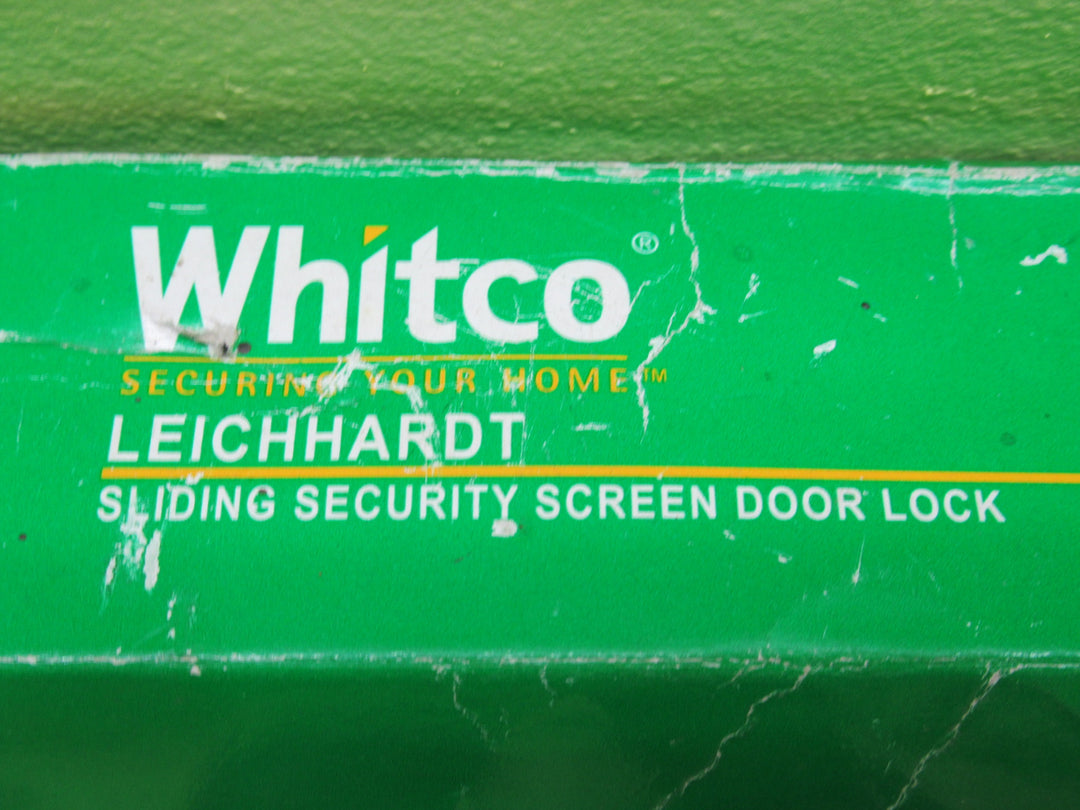 Whitco®
SECURING YOUR HOME™
LEICHHARDT
SLIDING SECURITY SCREEN DOOR LOCK